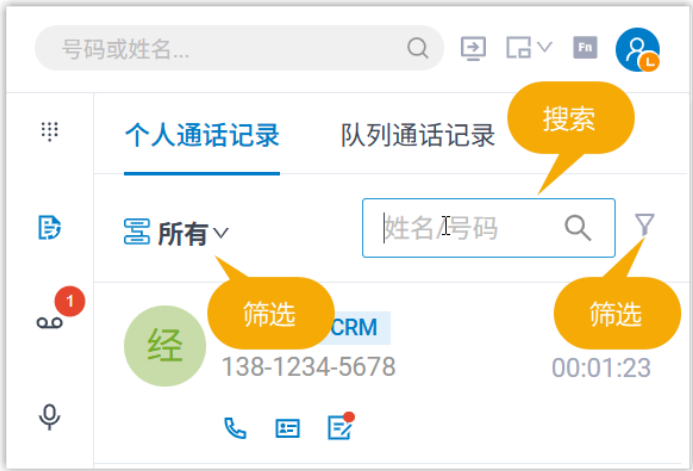 号码或姓名...
Fn
个人通话记录
队列通话记录
搜索
所有
姓名/号码
1
筛选
筛选
经
CRM
138-1234-5678
00:01:23